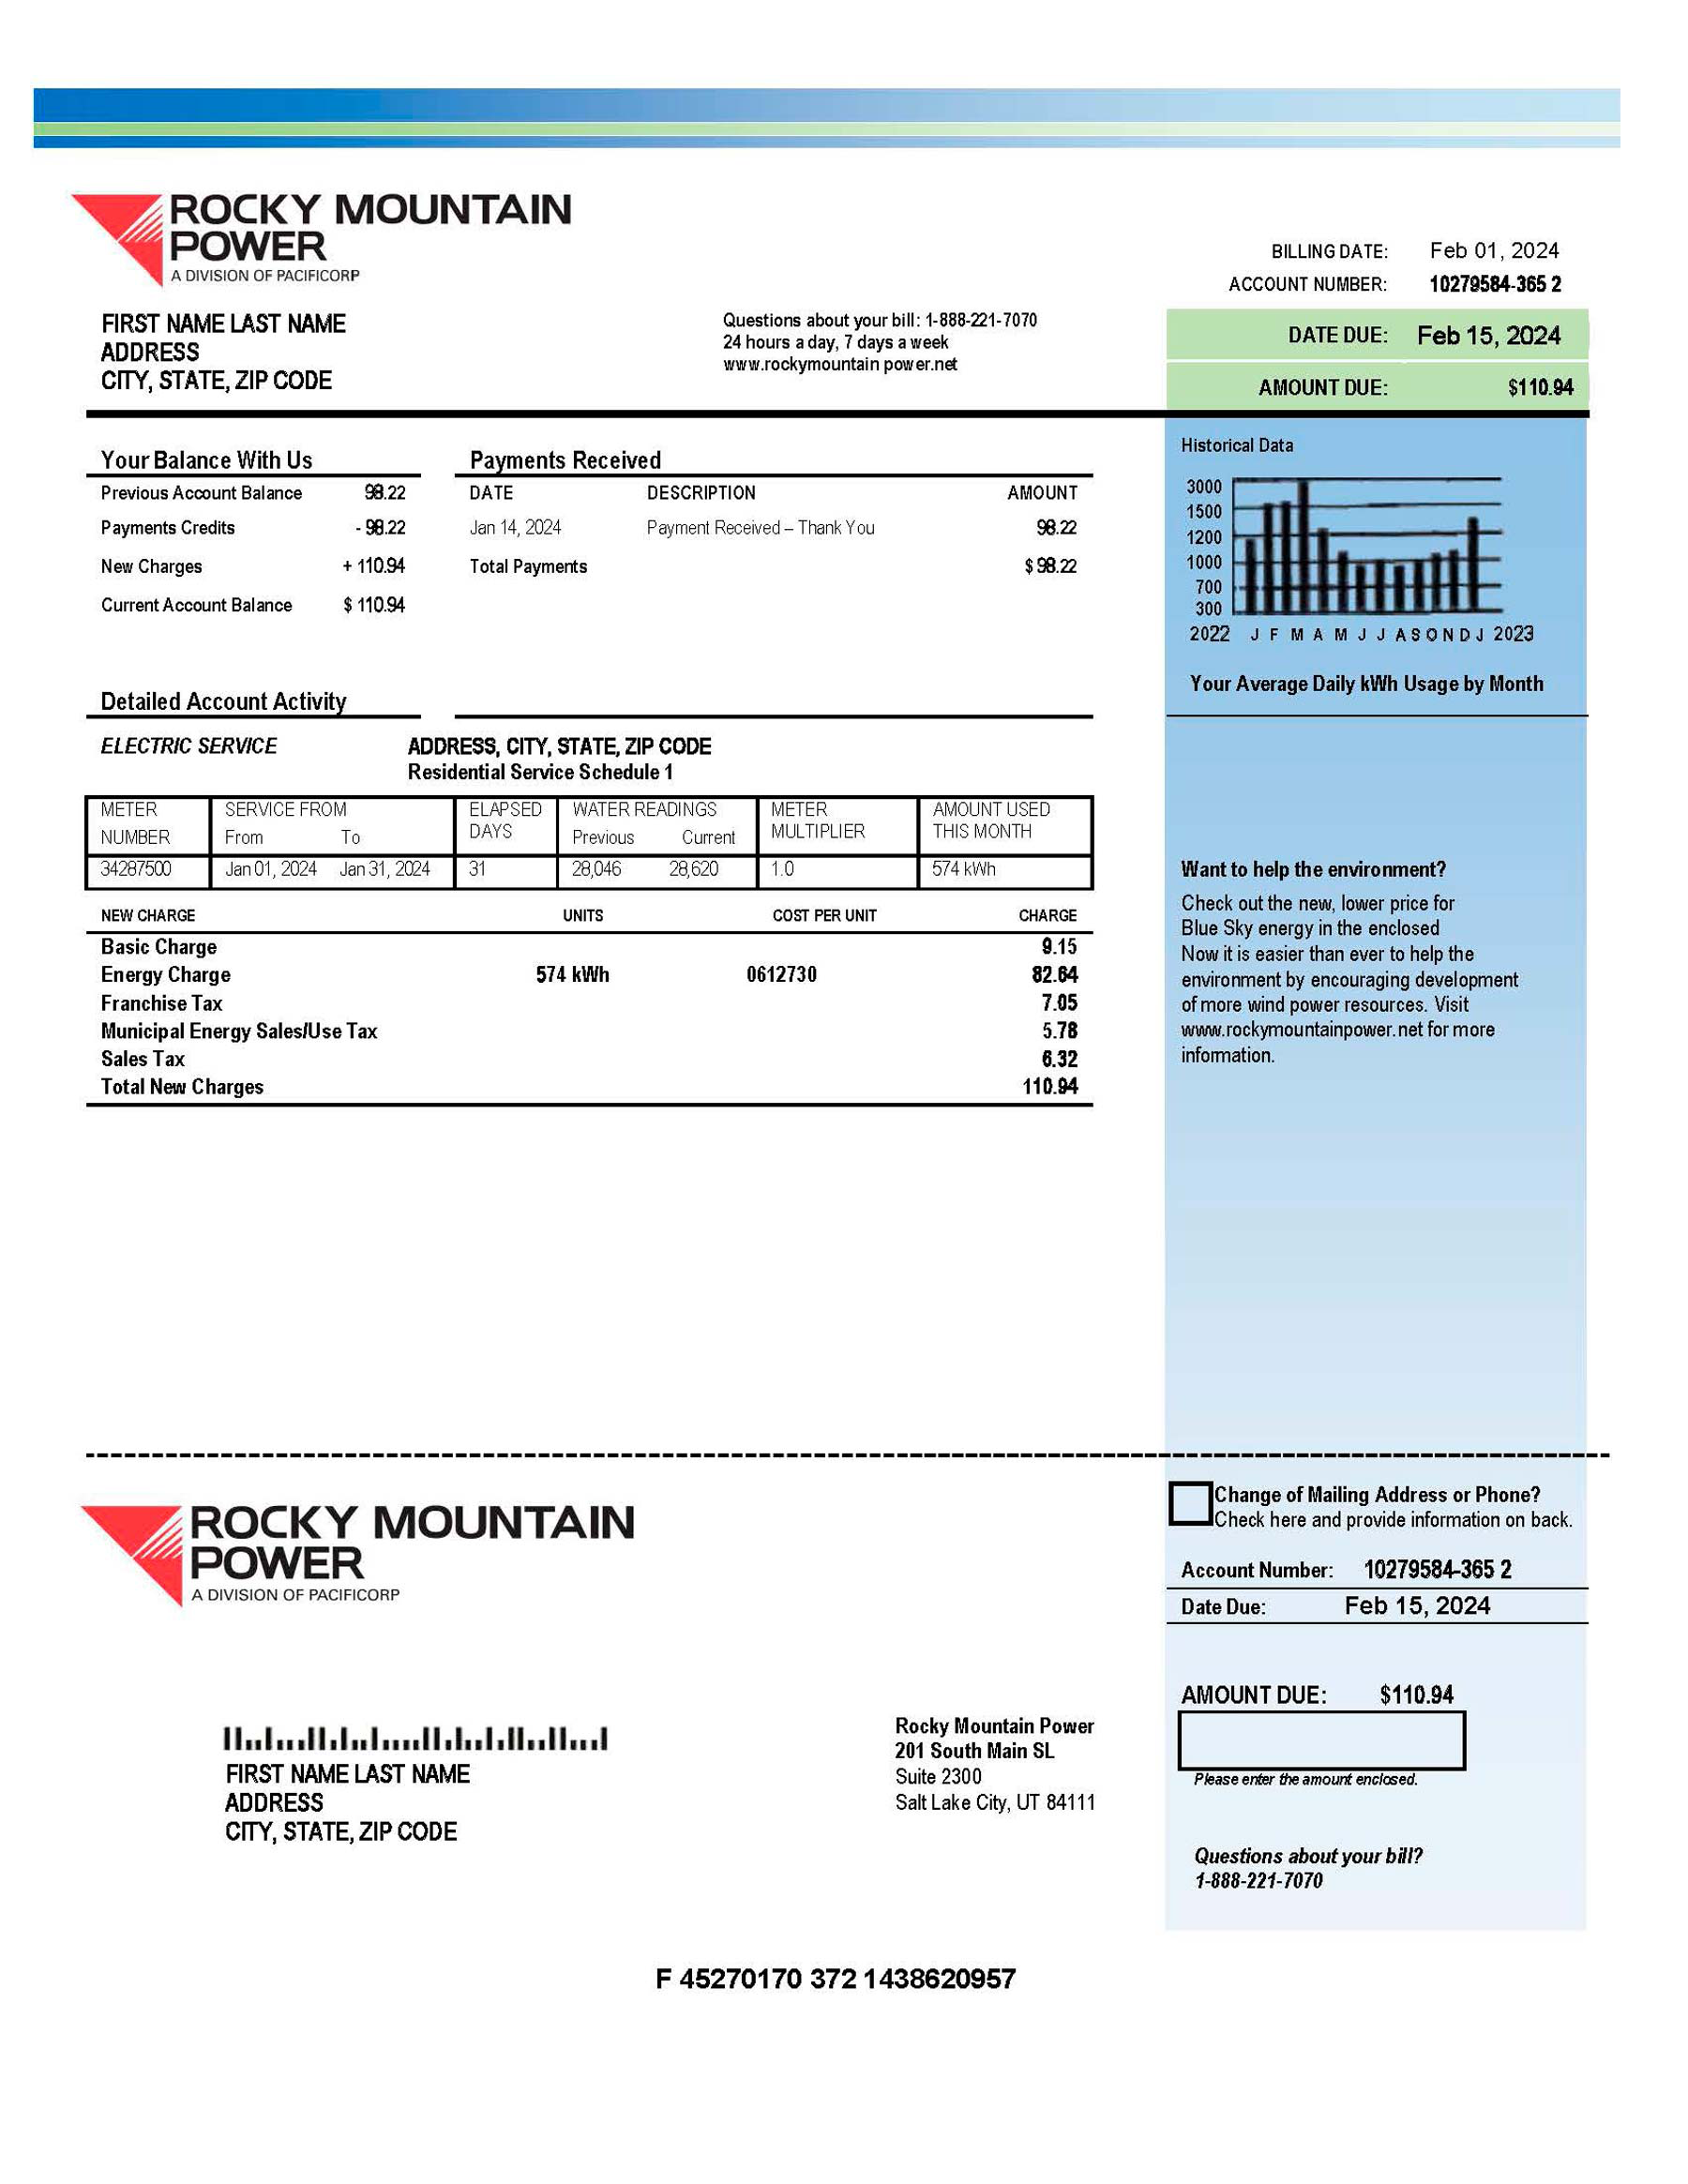 ROCKY MOUNTAIN
POWER
A DIVISION OF PACIFICORP
BILLING DATE: Feb 01, 2024
ACCOUNT NUMBER: 10279584-365 2
FIRST NAME LAST NAME
ADDRESS
CITY, STATE, ZIP CODE
Questions about your bill: 1-888-221-7070
24 hours a day, 7 days a week
www.rockymountain power.net
DATE DUE: Feb 15, 2024
AMOUNT DUE: $110.94
Your Balance With Us
Previous Account Balance 98.22
Payments Credits - 98.22
New Charges + 110.94
Current Account Balance $ 110.94
Payments Received
DATE DESCRIPTION AMOUNT
Jan 14, 2024 Payment Received – Thank You 98.22
Total Payments $ 98.22
Historical Data
3000
1500
1200
1000
700
300
2022 J F M A M J J A S O N D J 2023
Your Average Daily kWh Usage by Month
Detailed Account Activity
ELECTRIC SERVICE ADDRESS, CITY, STATE, ZIP CODE
Residential Service Schedule 1
METER SERVICE FROM ELAPSED WATER READINGS METER AMOUNT USED
NUMBER From To DAYS Previous Current MULTIPLIER THIS MONTH
34287500 Jan 01, 2024 Jan 31, 2024 31 28,046 28,620 1.0 574 kWh
NEW CHARGE UNITS COST PER UNIT CHARGE
Basic Charge 9.15
Energy Charge 574 kWh 0612730 82.64
Franchise Tax 7.05
Municipal Energy Sales/Use Tax 5.78
Sales Tax 6.32
Total New Charges 110.94
Want to help the environment?
Check out the new, lower price for
Blue Sky energy in the enclosed
Now it is easier than ever to help the
environment by encouraging development
of more wind power resources. Visit
www.rockymountainpower.net for more
information.
ROCKY MOUNTAIN
POWER
A DIVISION OF PACIFICORP
Change of Mailing Address or Phone?
Check here and provide information on back.
Account Number: 10279584-365 2
Date Due: Feb 15, 2024
AMOUNT DUE: $110.94
Please enter the amount enclosed.
FIRST NAME LAST NAME
ADDRESS
CITY, STATE, ZIP CODE
Rocky Mountain Power
201 South Main SL
Suite 2300
Salt Lake City, UT 84111
Questions about your bill?
1-888-221-7070
F 45270170 372 1438620957